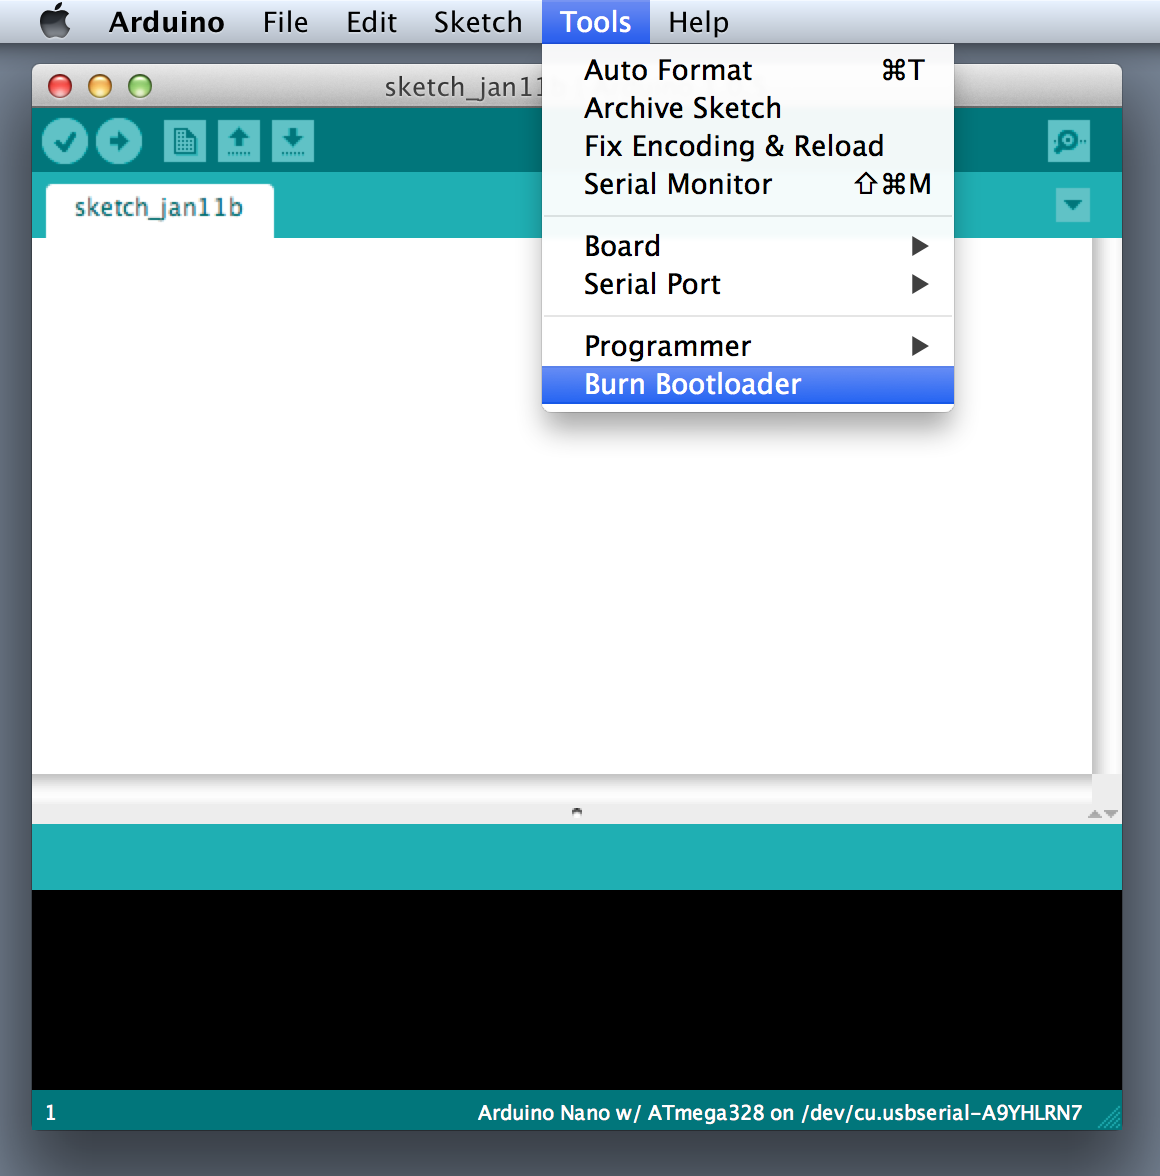 Arduino File Edit Sketch Tools Help
sketch_jan11
Auto Format ⌘T
Archive Sketch
Fix Encoding & Reload
Serial Monitor ⇧⌘M
Board ▶
Serial Port ▶
Programmer ▶
Burn Bootloader
sketch_jan11b
1
Arduino Nano w/ ATmega328 on /dev/cu.usbserial-A9YHLRN7